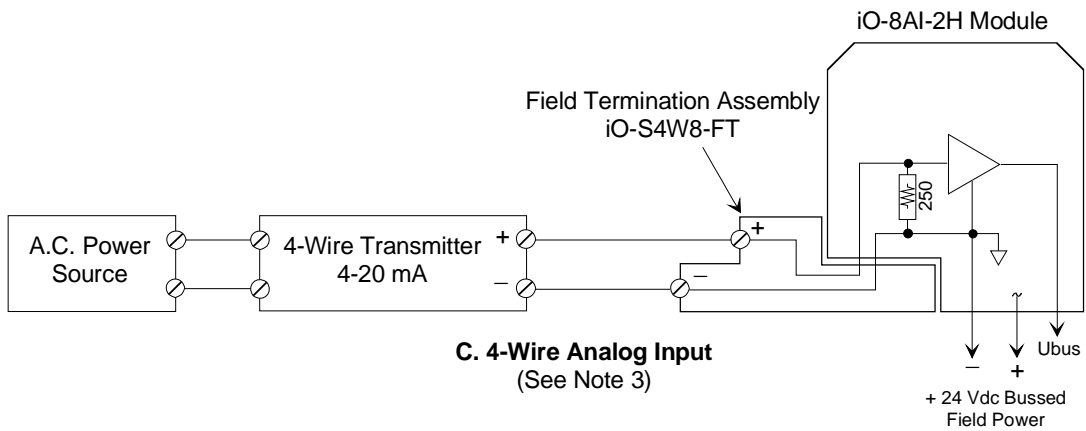 iO-8AI-2H Module
Field Termination Assembly
iO-S4W8-FT
250
A.C. Power
Source
4-Wire Transmitter
4-20 mA
+
–
+
–
C. 4-Wire Analog Input
(See Note 3)
Ubus
– +
+ 24 Vdc Bussed
Field Power